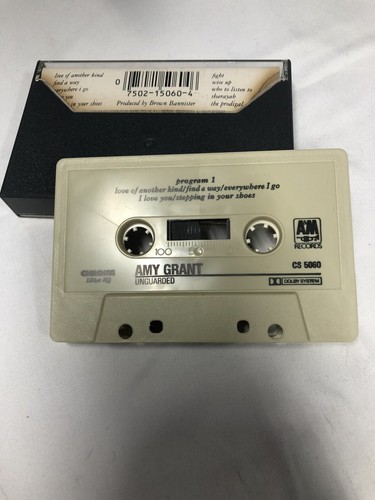 love of another kind
find a way
everywhere i go
you
in your shoes
0
7502-15060-4
Produced by Brown Bannister
fight
wise up
who to listen to
sharayah
the prodigal
program 1
love of another kind/find a way/everywhere I go
I love you/stepping in your shoes
A&M
RECORDS
100
AMY GRANT
UNGUARDED
CS 5060
DOLBY SYSTEM
CHROME